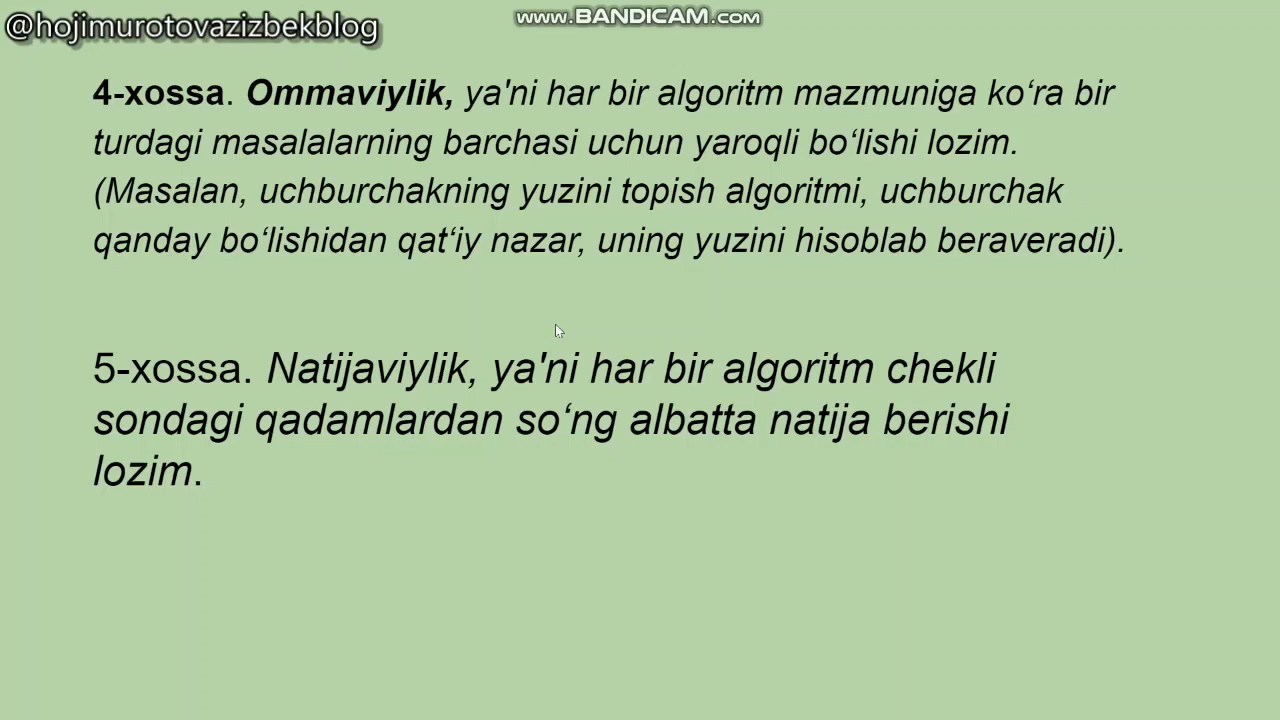 @hojimurotovazizbekblog
www.BANDICAM.com
4-xossa. Ommaviylik, ya'ni har bir algoritm mazmuniga ko‘ra bir
turdagi masalalarning barchasi uchun yaroqli bo‘lishi lozim.
(Masalan, uchburchakning yuzini topish algoritmi, uchburchak
qanday bo‘lishidan qat‘iy nazar, uning yuzini hisoblab beraveradi).
5-xossa. Natijaviylik, ya'ni har bir algoritm chekli
sondagi qadamlardan so‘ng albatta natija berishi
lozim.